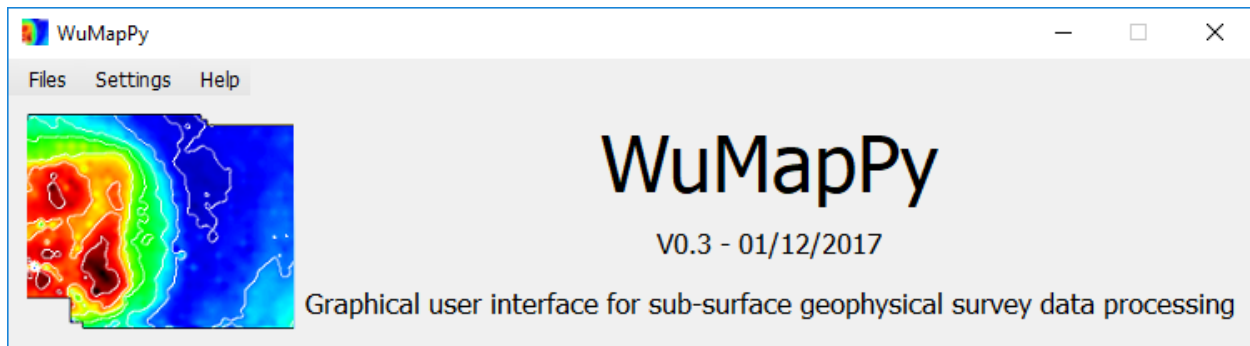 WuMapPy
Files Settings Help
WuMapPy
V0.3 - 01/12/2017
Graphical user interface for sub-surface geophysical survey data processing